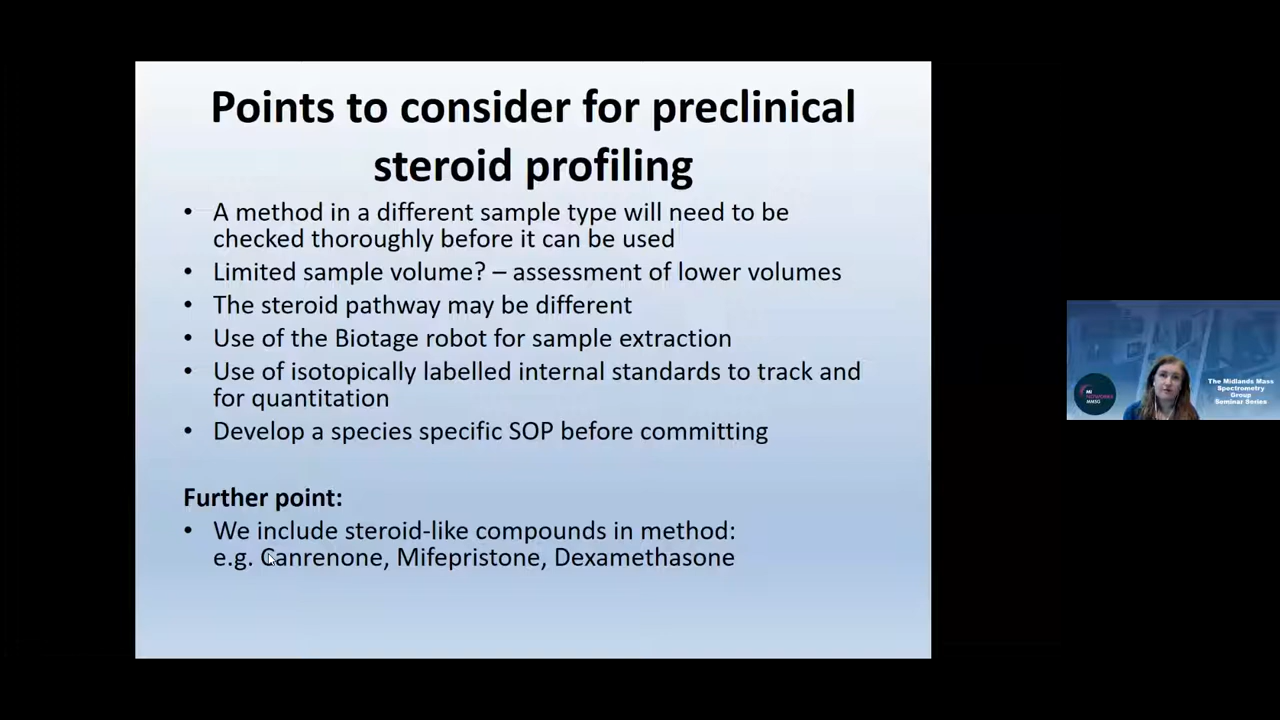 Points to consider for preclinical
steroid profiling
• A method in a different sample type will need to be
checked thoroughly before it can be used
• Limited sample volume? – assessment of lower volumes
• The steroid pathway may be different
• Use of the Biotage robot for sample extraction
• Use of isotopically labelled internal standards to track and
for quantitation
• Develop a species specific SOP before committing
Further point:
• We include steroid-like compounds in method:
e.g. Canrenone, Mifepristone, Dexamethasone
The Midlands Mass
Spectrometry
Group
Seminar Series
MI
NETWORKS
MMSG